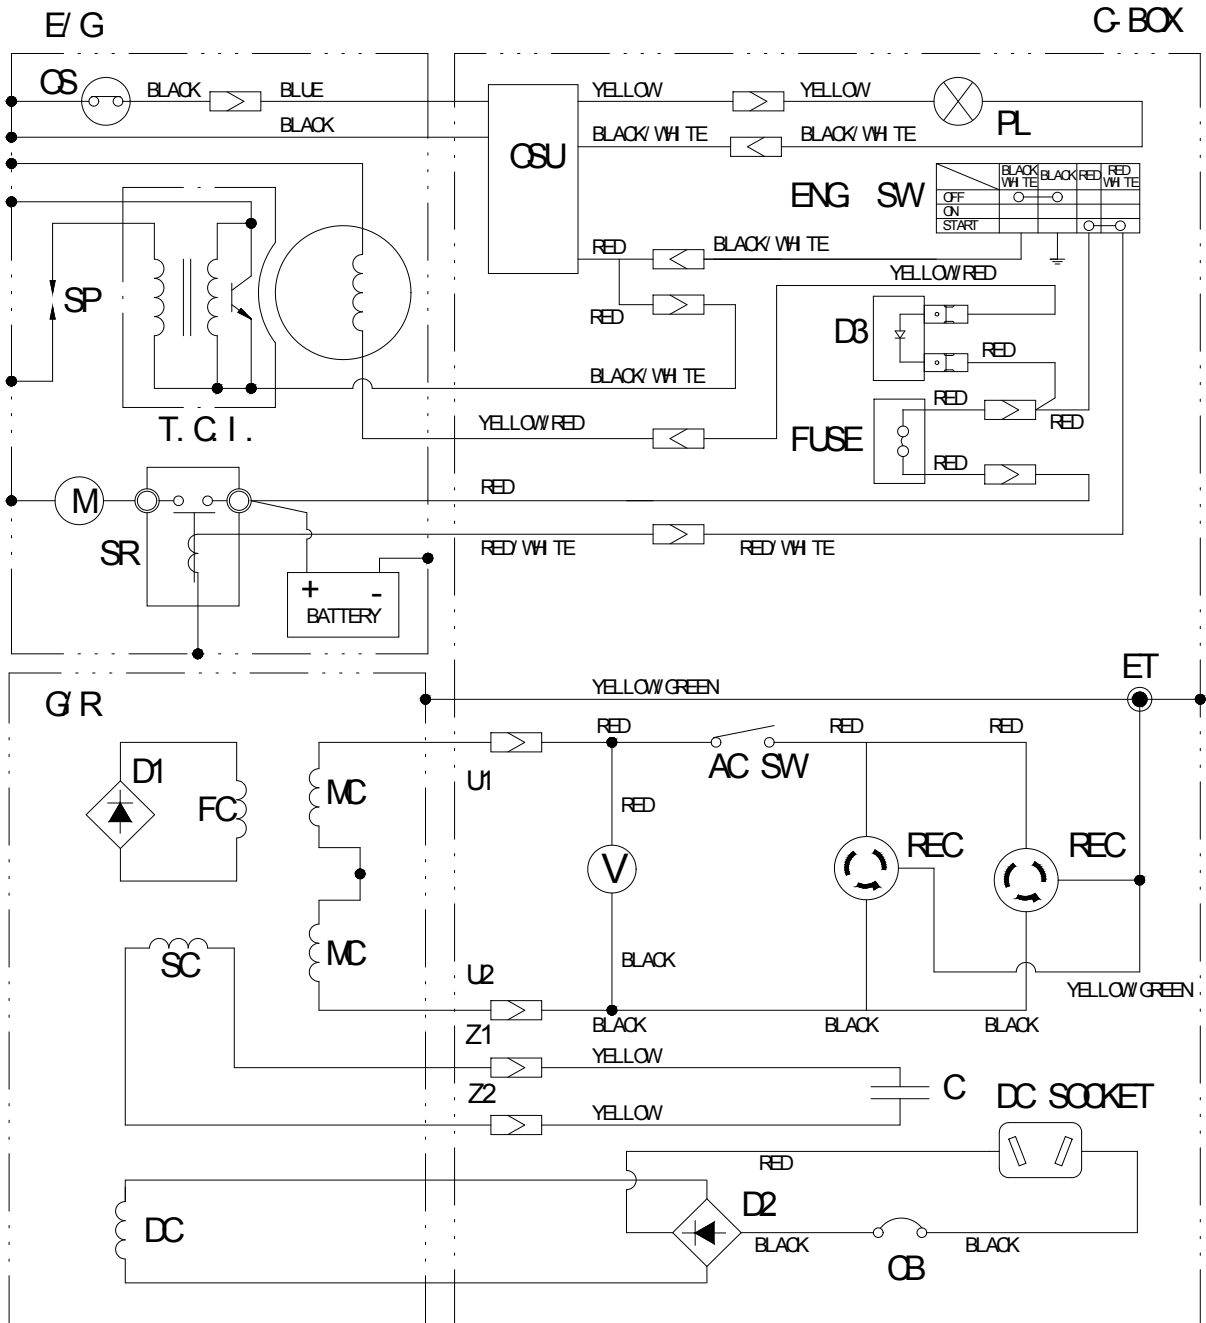 E/G
C-BOX
OS
BLACK
BLUE
YELLOW
YELLOW
BLACK
BLACK/WHITE
BLACK/WHITE
PL
OSU
ENG SW
BLACK WHITE
BLACK
RED
RED WHITE
OFF
ON
START
RED
BLACK/WHITE
YELLOW/RED
SP
RED
D3
RED
BLACK/WHITE
RED
T.C.I.
YELLOW/RED
FUSE
RED
RED
M
RED
SR
RED/WHITE
RED/WHITE
+ -
BATTERY
ET
G/R
YELLOW/GREEN
RED
RED
RED
D1
U1
AC SW
FC
MC
RED
V
REC
REC
SC
MC
U2
BLACK
YELLOW/GREEN
Z1
BLACK
BLACK
BLACK
YELLOW
Z2
C
DC SOCKET
YELLOW
RED
DC
D2
BLACK
BLACK
CB